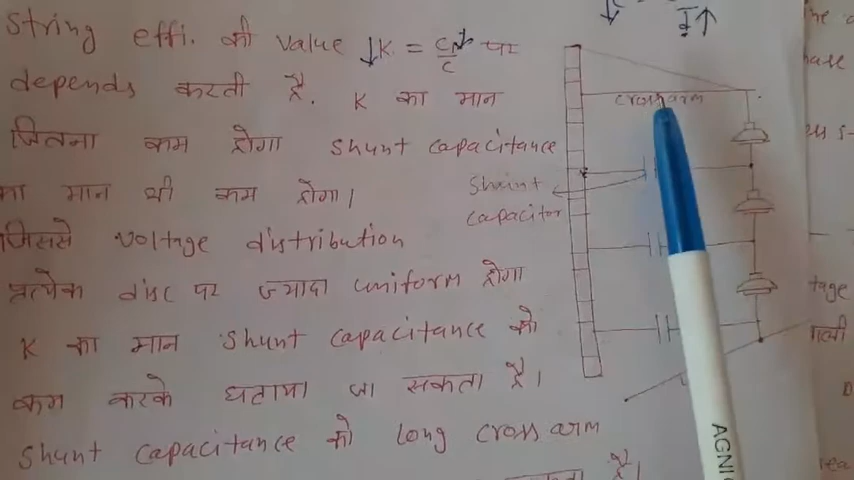 String effi. की value ↓K = C↓/C पर
depends करती है. K का मान
जितना कम होगा shunt capacitance
का मान भी कम होगा।
जिससे voltage distribution
प्रत्येक disc पर ज्यादा uniform होगा
K का मान shunt capacitance को
कम करके घटाया जा सकता है।
shunt capacitance को long cross arm
cross arm
shunt
capacitor
AGNI